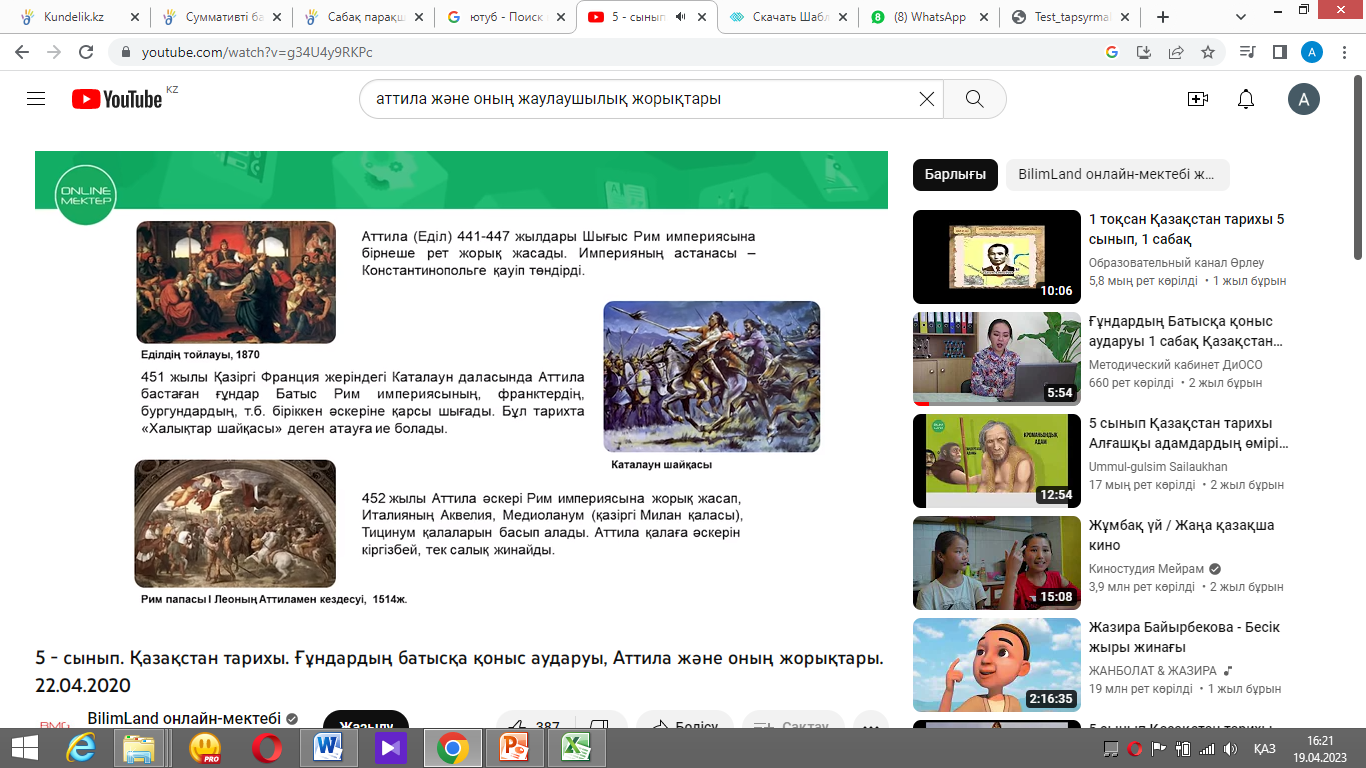 Kundelik.kz
Суммативті ба
Сабақ парақш
ютуб - Поиск
5 - сынып
Скачать Шабл
(8) WhatsApp
Test_tapsyrma
youtube.com/watch?v=g34U4y9RKPc
A
YouTube KZ
аттила және оның жаулаушылық жорықтары
A
ONLINE
МЕКТЕП
Аттила (Еділ) 441-447 жылдары Шығыс Рим империясына
бірнеше рет жорық жасады. Империяның астанасы –
Константинопольге қауіп төндірді.
Еділдің тойлауы, 1870
451 жылы Қазіргі Франция жеріндегі Каталаун даласында Аттила
бастаған ғұндар Батыс Рим империясының, франктердің,
бургундардың, т.б. біріккен әскеріне қарсы шығады. Бұл тарихта
«Халықтар шайқасы» деген атауға ие болады.
Каталаун шайқасы
452 жылы Аттила әскері Рим империясына жорық жасап,
Италияның Аквелия, Медиоланум (қазіргі Милан қаласы),
Тицинум қалаларын басып алады. Аттила қалаға әскерін
кіргізбей, тек салық жинайды.
Рим папасы I Леоның Аттиламен кездесуі, 1514ж.
5 - сынып. Қазақстан тарихы. Ғұндардың батысқа қоныс аударуы, Аттила және оның жорықтары.
22.04.2020
BilimLand онлайн-мектебі
Жазылу
387
Бөлісу
Сақтау
Барлығы
BilimLand онлайн-мектебі ж...
10:06
1 тоқсан Қазақстан тарихы 5
сынып, 1 сабақ
Образовательный канал Өрлеу
5,8 мың рет көрілді • 1 жыл бұрын
5:54
Ғұндардың Батысқа қоныс
аударуы 1 сабақ Қазақстан...
Методический кабинет ДиОСО
660 рет көрілді • 2 жыл бұрын
12:54
5 сынып Қазақстан тарихы
Алғашқы адамдардың өмірі...
Ummul-gulsim Sailaukhan
17 мың рет көрілді • 2 жыл бұрын
15:08
Жұмбақ үй / Жаңа қазақша
кино
Киностудия Мейрам
3,9 млн рет көрілді • 2 жыл бұрын
2:16:35
Жазира Байырбекова - Бесік
жыры жинағы
ЖАНБОЛАТ & ЖАЗИРА
19 млн рет көрілді • 1 жыл бұрын
5 сынып Қазақстан тарихы
PRO
ҚАЗ
16:21
19.04.2023